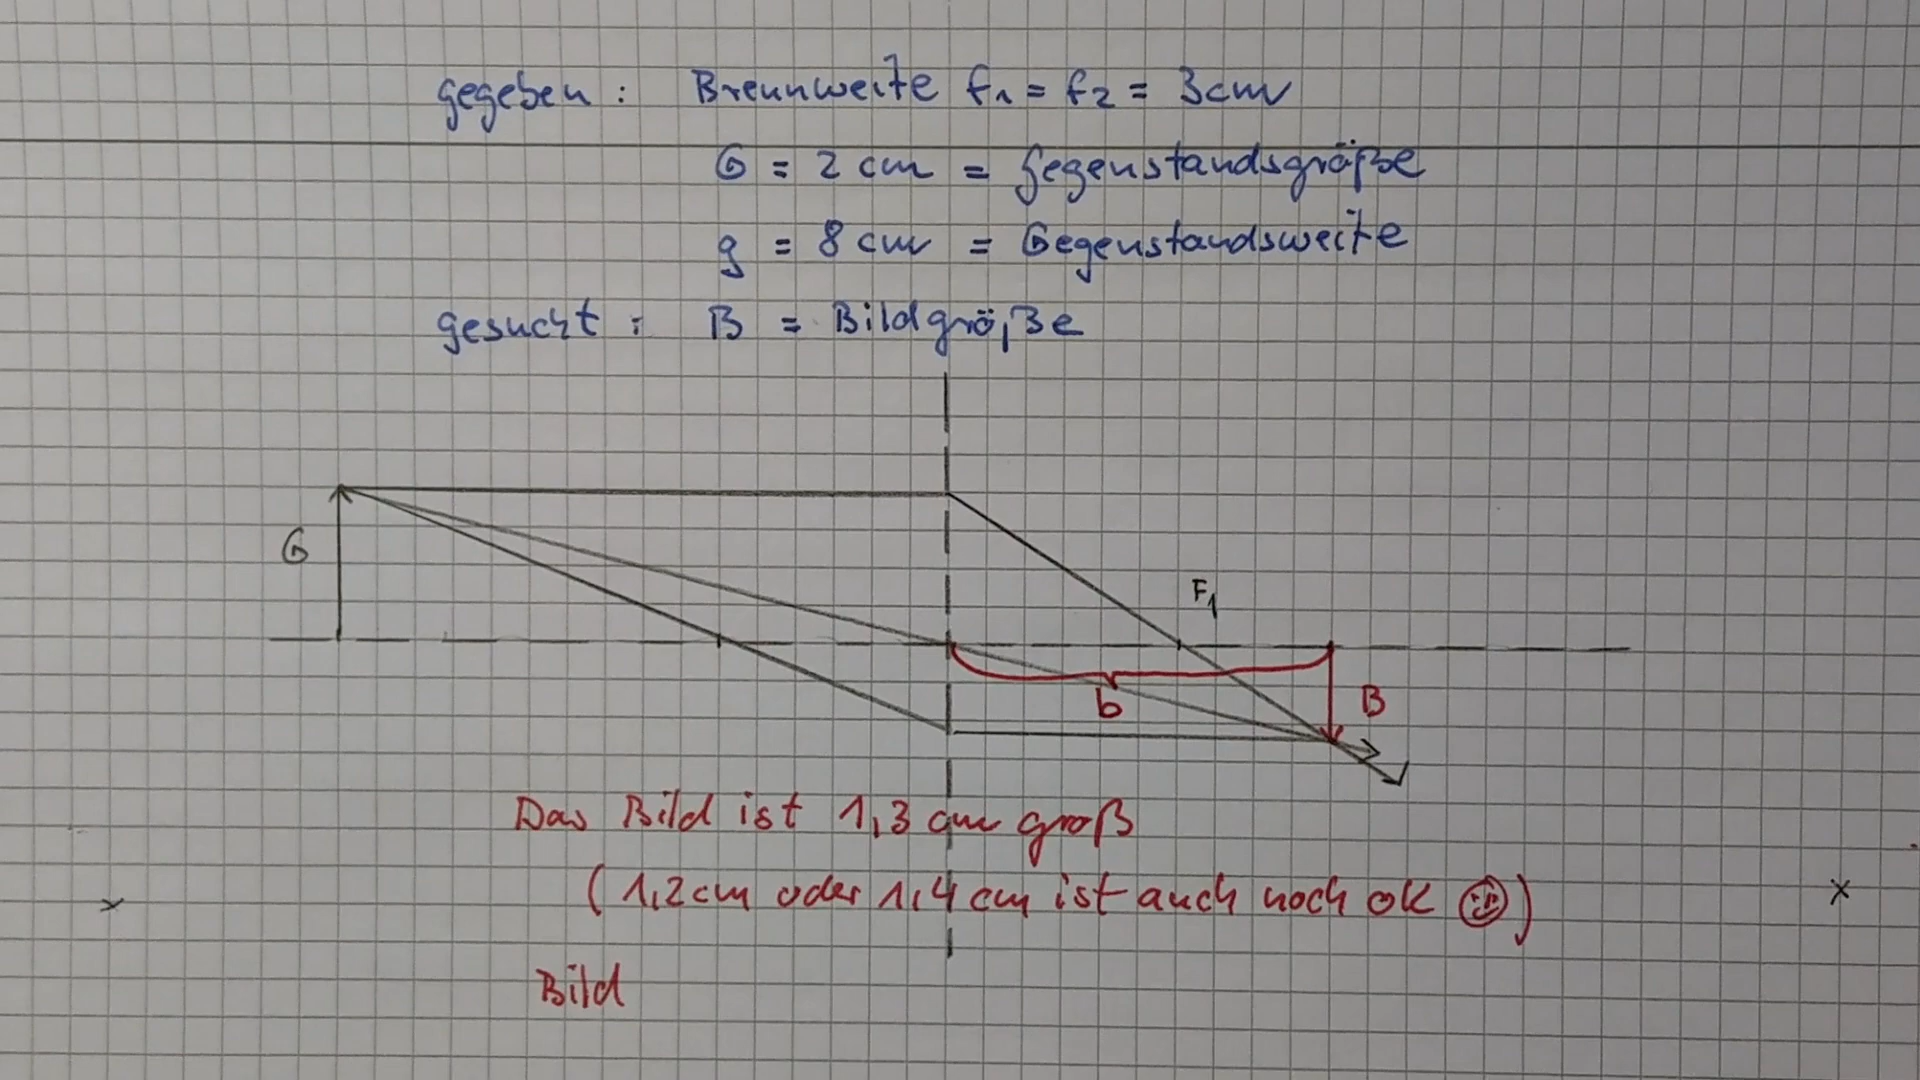 gegeben : Brennweite f1 = f2 = 3cm
G = 2 cm = Gegenstandsgröße
g = 8 cm = Gegenstandsweite
gesucht : B = Bildgröße
G
F1
b
B
Das Bild ist 1,3 cm groß
(1,2cm oder 1,4 cm ist auch noch ok ☺)
Bild